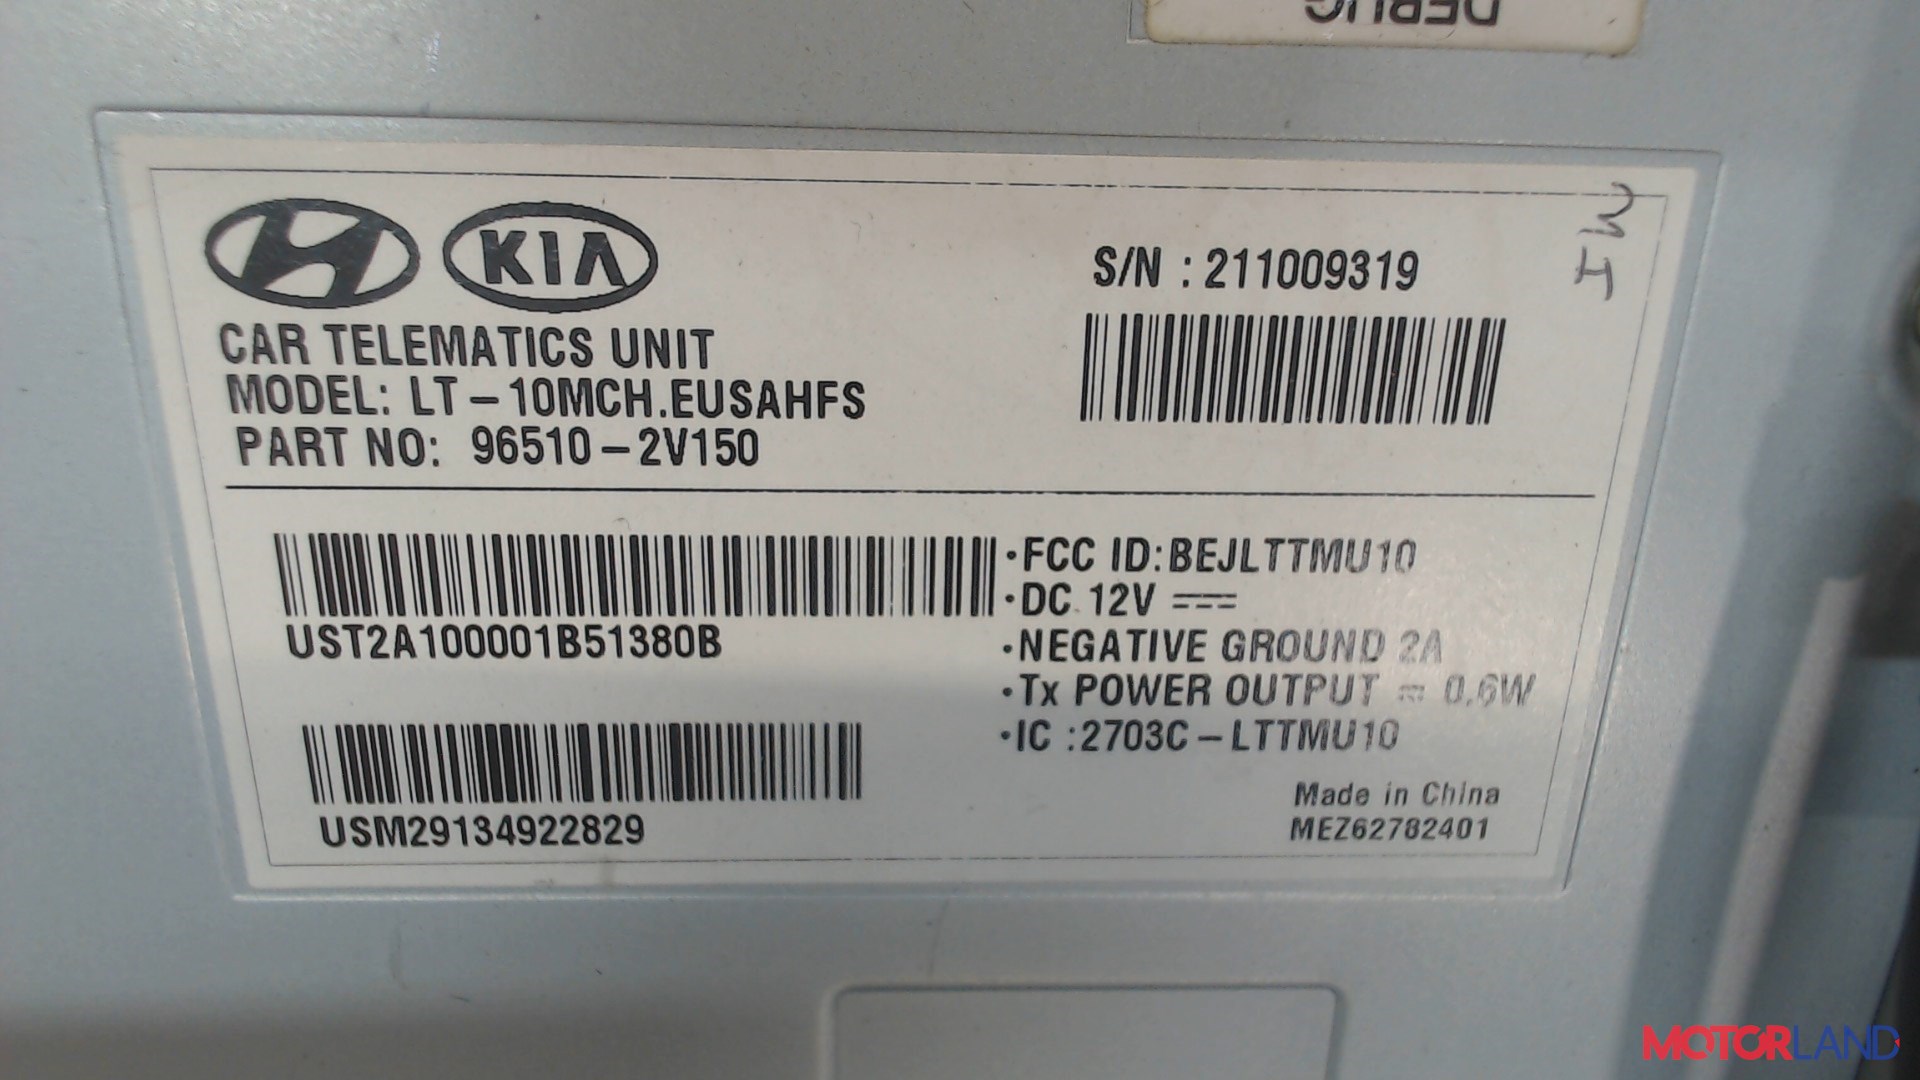 DEBUG
KIA
CAR TELEMATICS UNIT
MODEL: LT-10MCH.EUSAHFS
PART NO: 96510-2V150
S/N : 211009319
MI
UST2A100001B51380B
USM29134922829
·FCC ID:BEJLTTMU10
·DC 12V
·NEGATIVE GROUND 2A
·Tx POWER OUTPUT = 0.6W
·IC :2703C-LTTMU10
Made in China
MEZ62782401
MOTORLAND